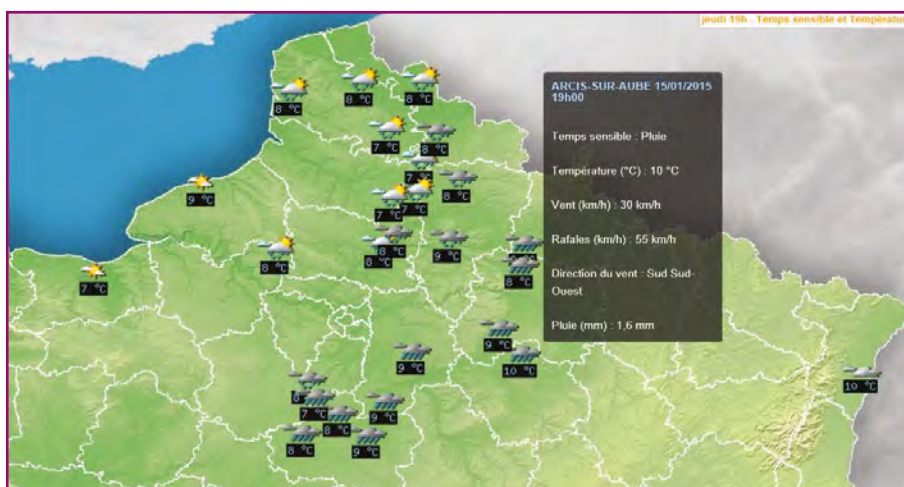 jeudi 19h - Temps sensible et Températu
ARCIS-SUR-AUBE 15/01/2015
19h00
Temps sensible : Pluie
Température (°C) : 10 °C
Vent (km/h) : 30 km/h
Rafales (km/h) : 55 km/h
Direction du vent : Sud Sud-
Ouest
Pluie (mm) : 1,6 mm
8 °C
8 °C
8 °C
7 °C
8 °C
7 °C
8 °C
7 °C
7 °C
9 °C
8 °C
8 °C
8
9 °C
8 °C
7 °C
9 °C
10 °C
9 °C
10 °C
8
7 °C
8 °C
9 °C
8 °C
9 °C